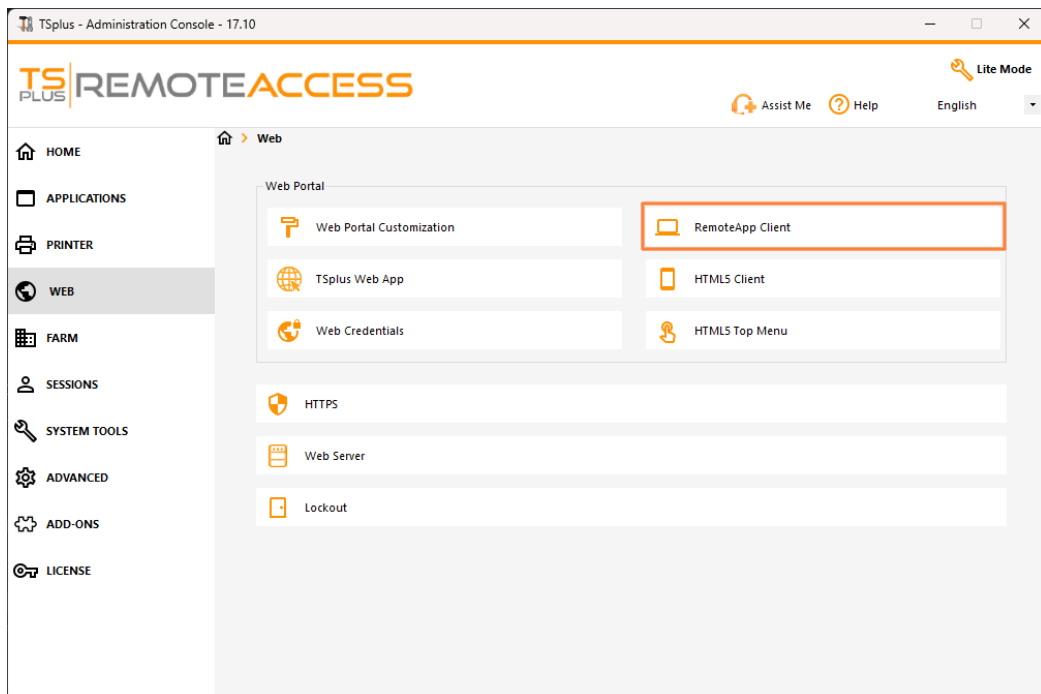 TSplus - Administration Console - 17.10
TS PLUS REMOTEACCESS
Lite Mode
Assist Me
Help
English
HOME
APPLICATIONS
PRINTER
WEB
FARM
SESSIONS
SYSTEM TOOLS
ADVANCED
ADD-ONS
LICENSE
Web
Web Portal
Web Portal Customization
RemoteApp Client
TSplus Web App
HTML5 Client
Web Credentials
HTML5 Top Menu
HTTPS
Web Server
Lockout